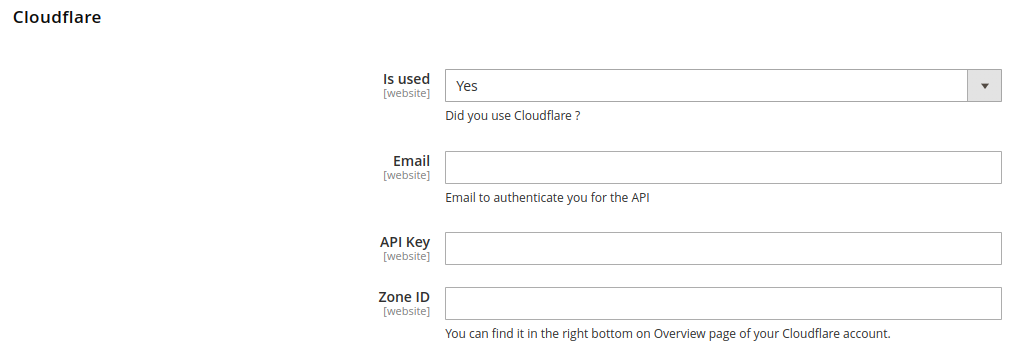 Cloudflare
Is used
[website]
Yes
Did you use Cloudflare ?
Email
[website]
Email to authenticate you for the API
API Key
[website]
Zone ID
[website]
You can find it in the right bottom on Overview page of your Cloudflare account.